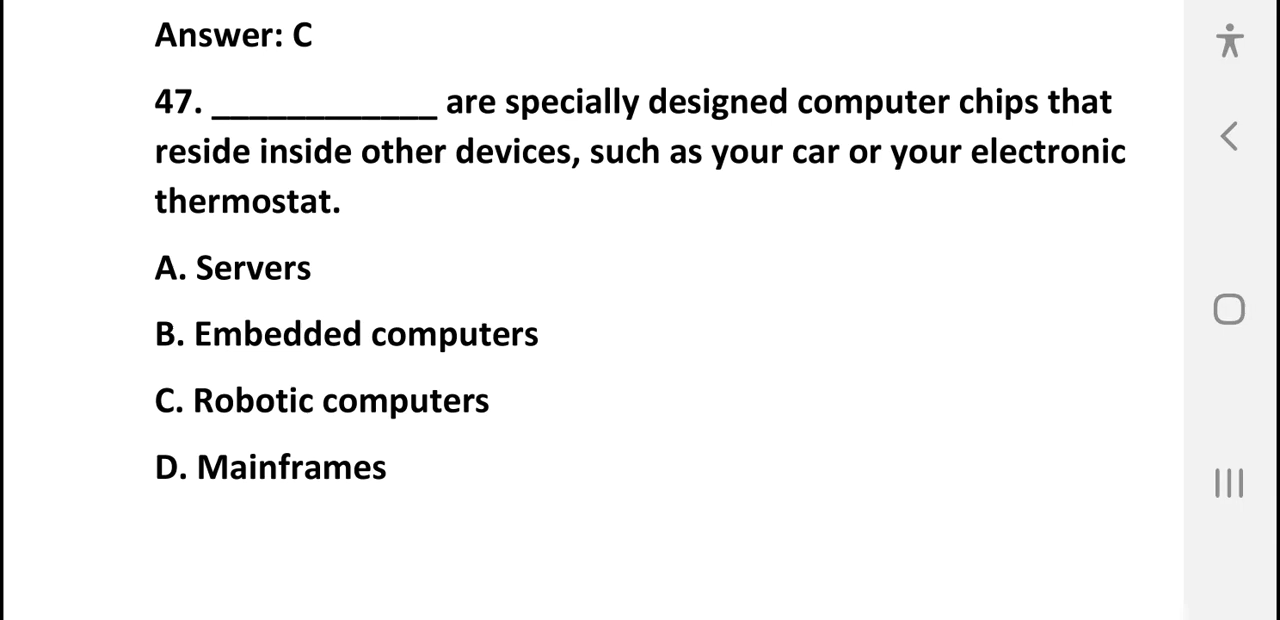 Answer: C
47. ____________ are specially designed computer chips that
reside inside other devices, such as your car or your electronic
thermostat.
A. Servers
B. Embedded computers
C. Robotic computers
D. Mainframes